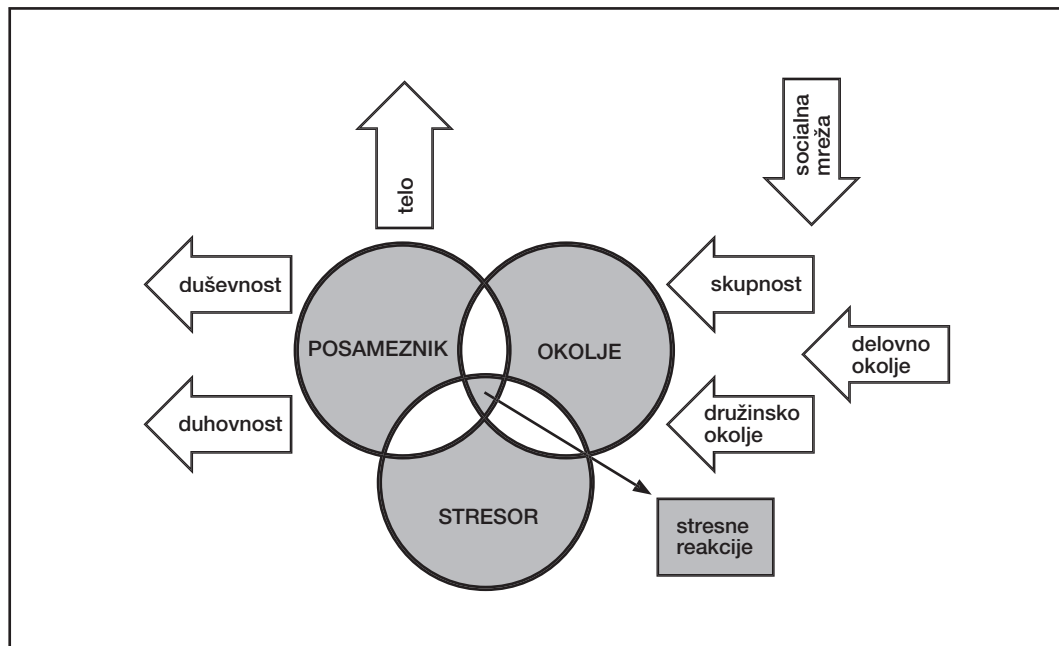 telo
socialna
mreža
duševnost
skupnost
POSAMEZNIK
OKOLJE
delovno
okolje
duhovnost
družinsko
okolje
STRESOR
stresne
reakcije